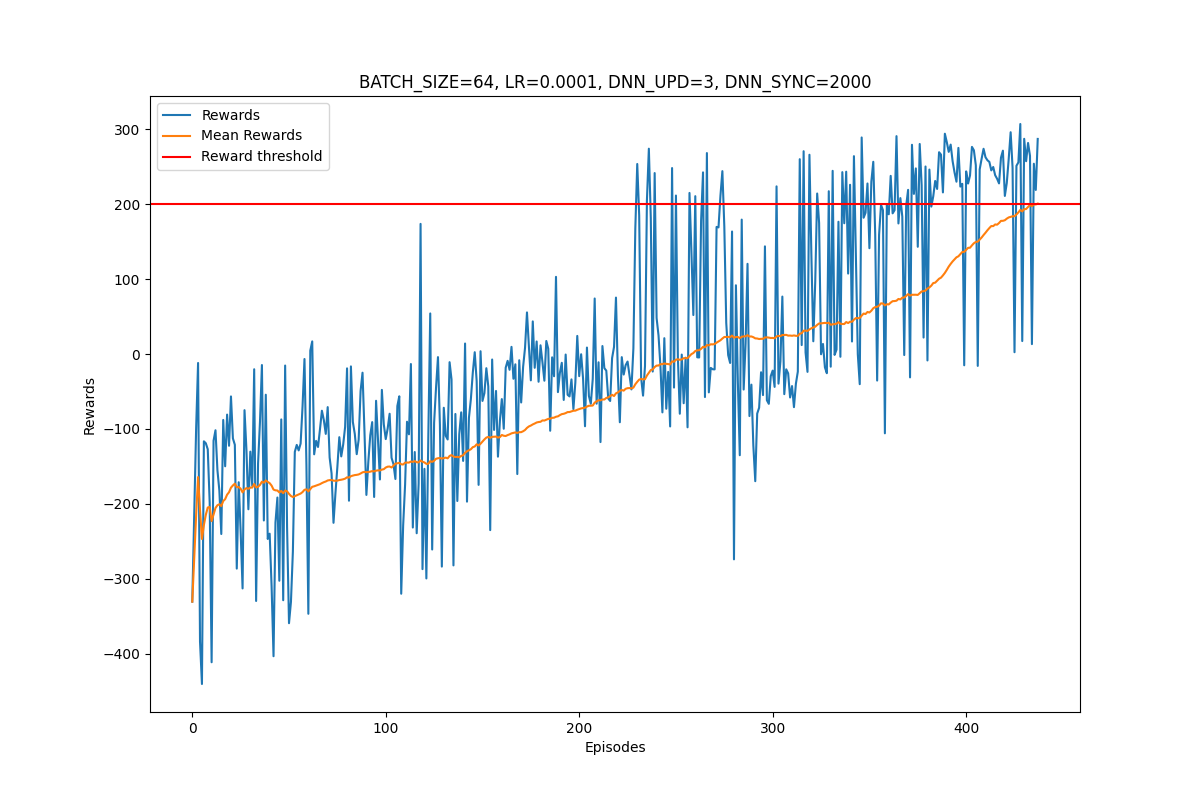 BATCH_SIZE=64, LR=0.0001, DNN_UPD=3, DNN_SYNC=2000
Rewards
Mean Rewards
Reward threshold
300
200
100
0
−100
−200
−300
−400
Rewards
0
100
200
300
400
Episodes